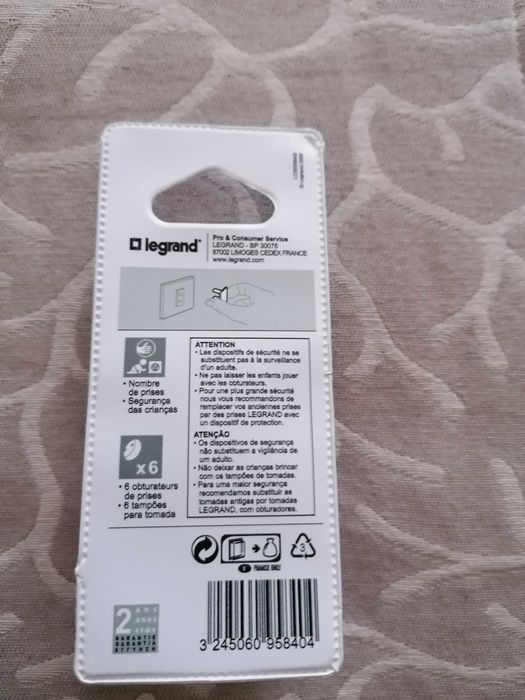 legrand
Pro & Consumer Service
LEGRAND - BP 30076
87002 LIMOGES CEDEX FRANCE
www.legrand.com
• Nombre
de prises
• Segurança
das crianças
x6
• 6 obturateurs
de prises
• 6 tampões
para tomada
ATTENTION
• Les dispositifs de sécurité ne se
substituent pas à la surveillance
d'un adulte.
• Ne pas laisser les enfants jouer
avec les obturateurs.
• Pour une plus grande sécurité
nous vous recommandons de
remplacer vos anciennes prises
par des prises LEGRAND avec
un dispositif de protection.
ATENÇÃO
• Os dispositivos de segurança
não substituem a vigilância de
um adulto.
• Não deixar as crianças brincar
com os tampões de tomadas.
• Para uma maior segurança
recomendamos substituir as
tomadas antigas por tomadas
LEGRAND, com obturadores.
3
FRANCE ONLY
2 ans
anos
ετών
GARANTIE
GARANTIA
ΕΓΓΥΗΣΗ
3 245060 958404